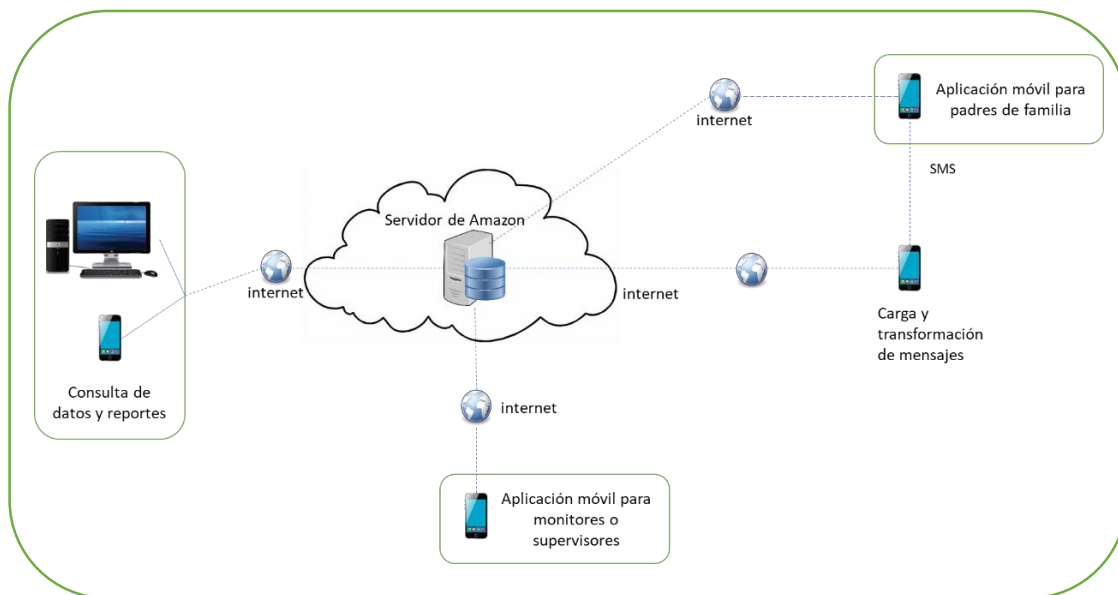 Aplicación móvil para
padres de familia
internet
SMS
Servidor de Amazon
internet
internet
Carga y
transformación
de mensajes
Consulta de
datos y reportes
internet
Aplicación móvil para
monitores o
supervisores